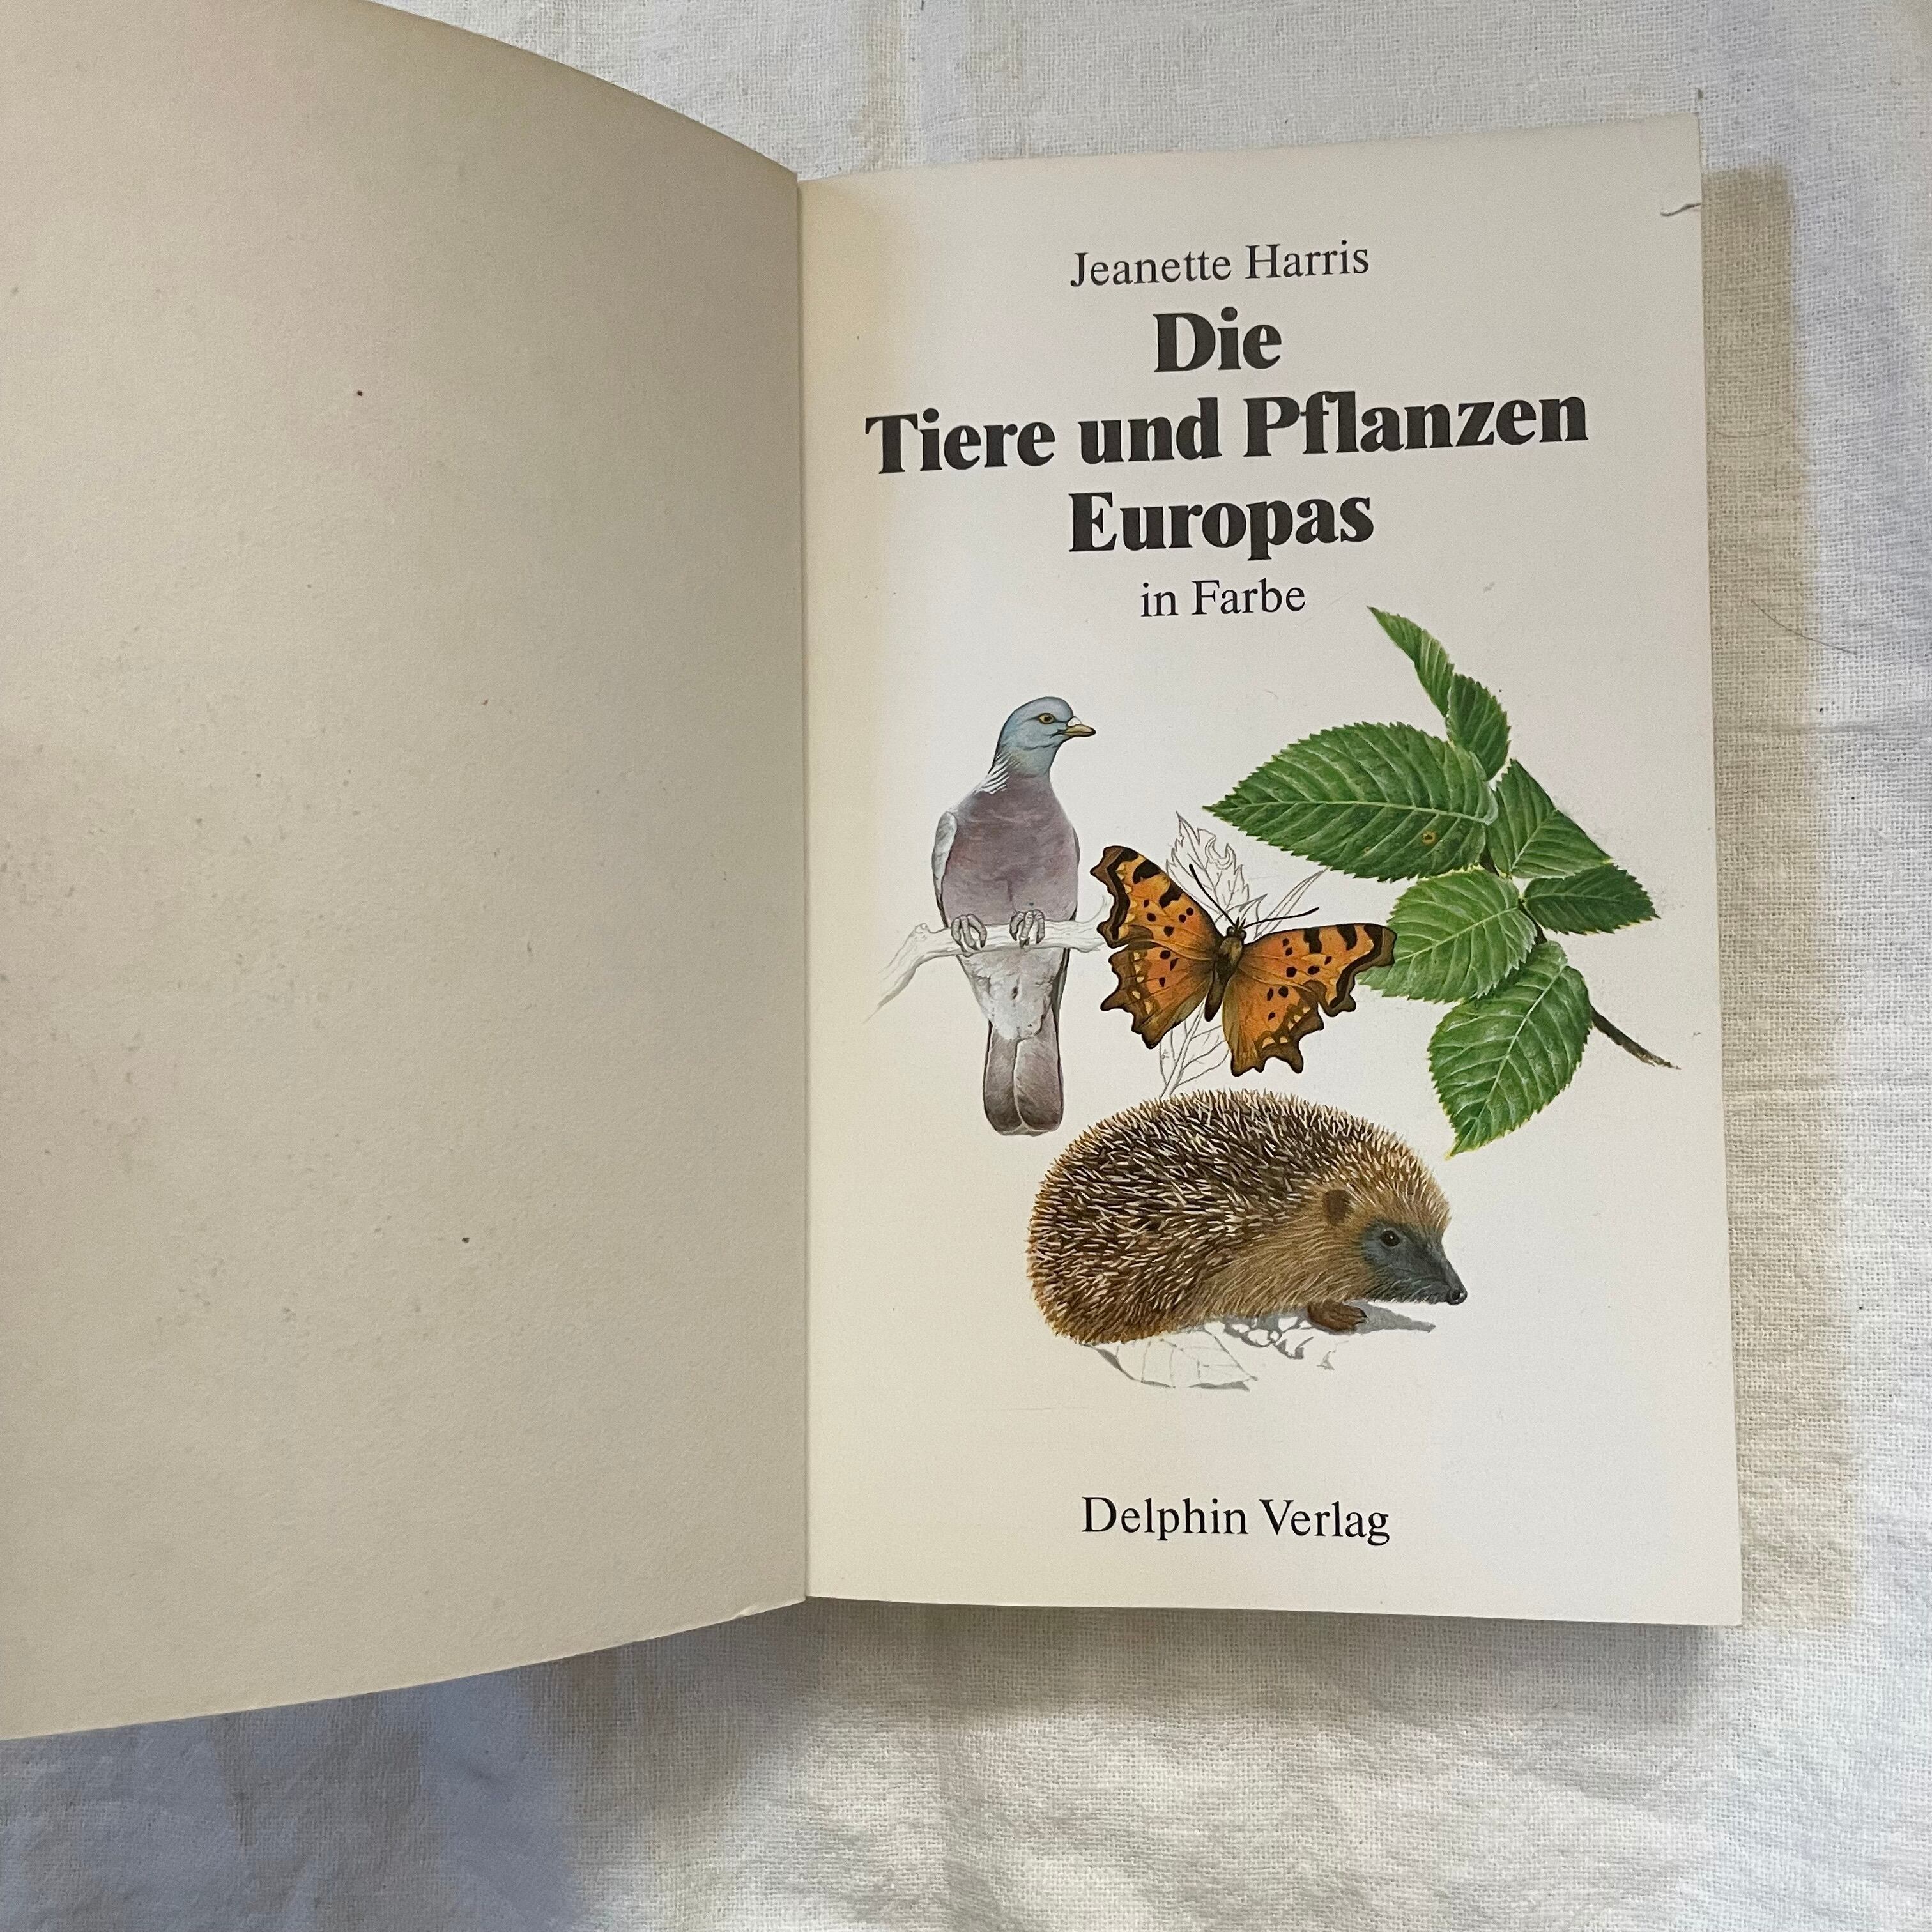 Jeanette Harris
Die
Tiere und Pflanzen
Europas
in Farbe
Delphin Verlag